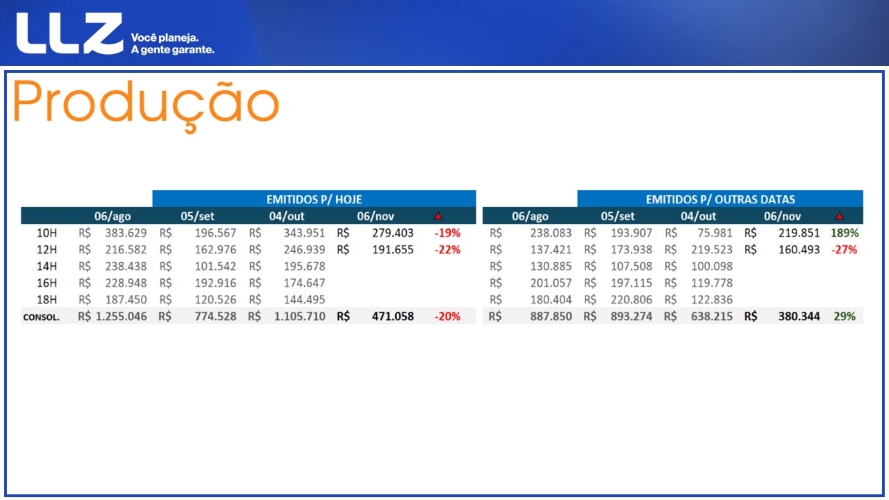 LLZ Você planeja.
A gente garante.
Produção
EMITIDOS P/ HOJE EMITIDOS P/ OUTRAS DATAS
06/ago 05/set 04/out 06/nov 06/ago 05/set 04/out 06/nov
10H R$ 383.629 R$ 196.567 R$ 343.951 R$ 279.403 -19% R$ 238.083 R$ 193.907 R$ 75.981 R$ 219.851 189%
12H R$ 216.582 R$ 162.976 R$ 246.939 R$ 191.655 -22% R$ 137.421 R$ 173.938 R$ 219.523 R$ 160.493 -27%
14H R$ 238.438 R$ 101.542 R$ 195.678 R$ 130.885 R$ 107.508 R$ 100.098
16H R$ 228.948 R$ 192.916 R$ 174.647 R$ 201.057 R$ 197.115 R$ 119.778
18H R$ 187.450 R$ 120.526 R$ 144.495 R$ 180.404 R$ 220.806 R$ 122.836
CONSOL. R$ 1.255.046 R$ 774.528 R$ 1.105.710 R$ 471.058 -20% R$ 887.850 R$ 893.274 R$ 638.215 R$ 380.344 29%